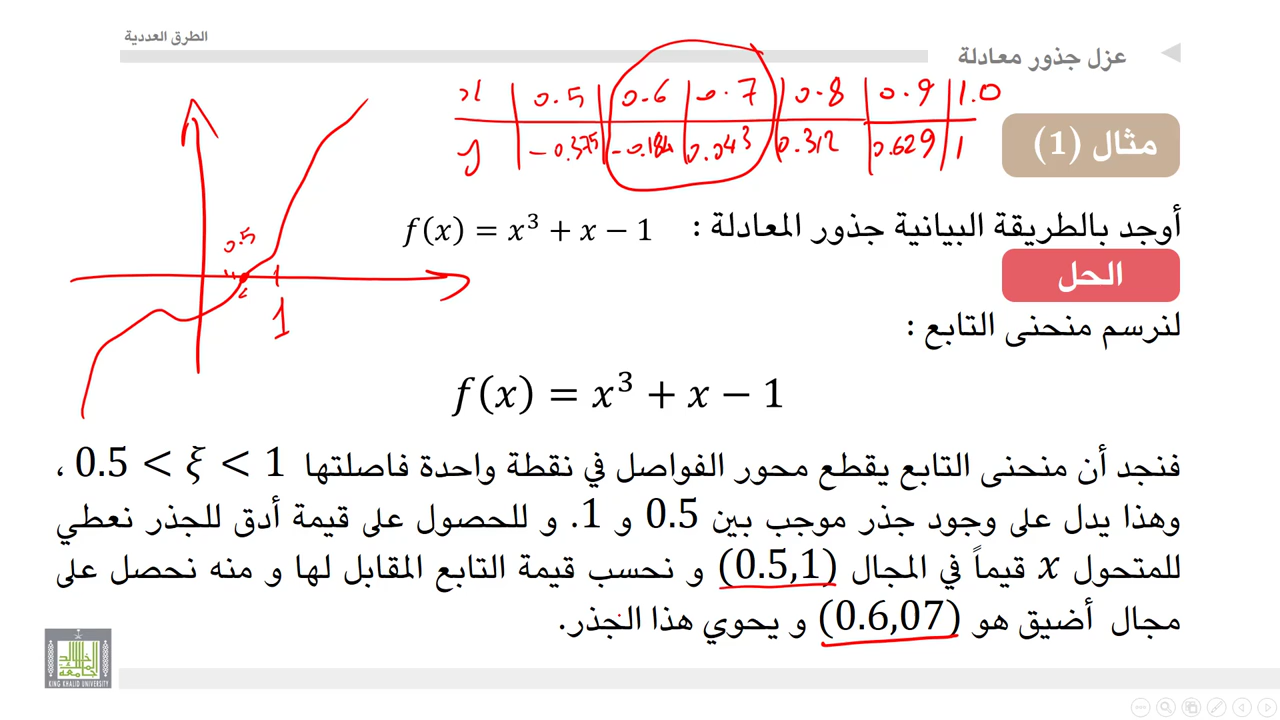 الطرق العددية
عزل جذور معادلة
x | 0.5 | 0.6 | 0.7 | 0.8 | 0.9 | 1.0
y | -0.375 | -0.184 | 0.043 | 0.312 | 0.629 | 1
مثال (1)
أوجد بالطريقة البيانية جذور المعادلة : f(x) = x³ + x − 1
0.5
1
الحل
لنرسم منحنى التابع :
f(x) = x³ + x − 1
فنجد أن منحنى التابع يقطع محور الفواصل في نقطة واحدة فاصلتها 0.5 < ξ < 1 ،
وهذا يدل على وجود جذر موجب بين 0.5 و 1. و للحصول على قيمة أدق للجذر نعطي
للمتحول x قيماً في المجال (0.5,1) و نحسب قيمة التابع المقابل لها و منه نحصل على
مجال أضيق هو (0.6,07) و يحوي هذا الجذر.
KING KHALID UNIVERSITY